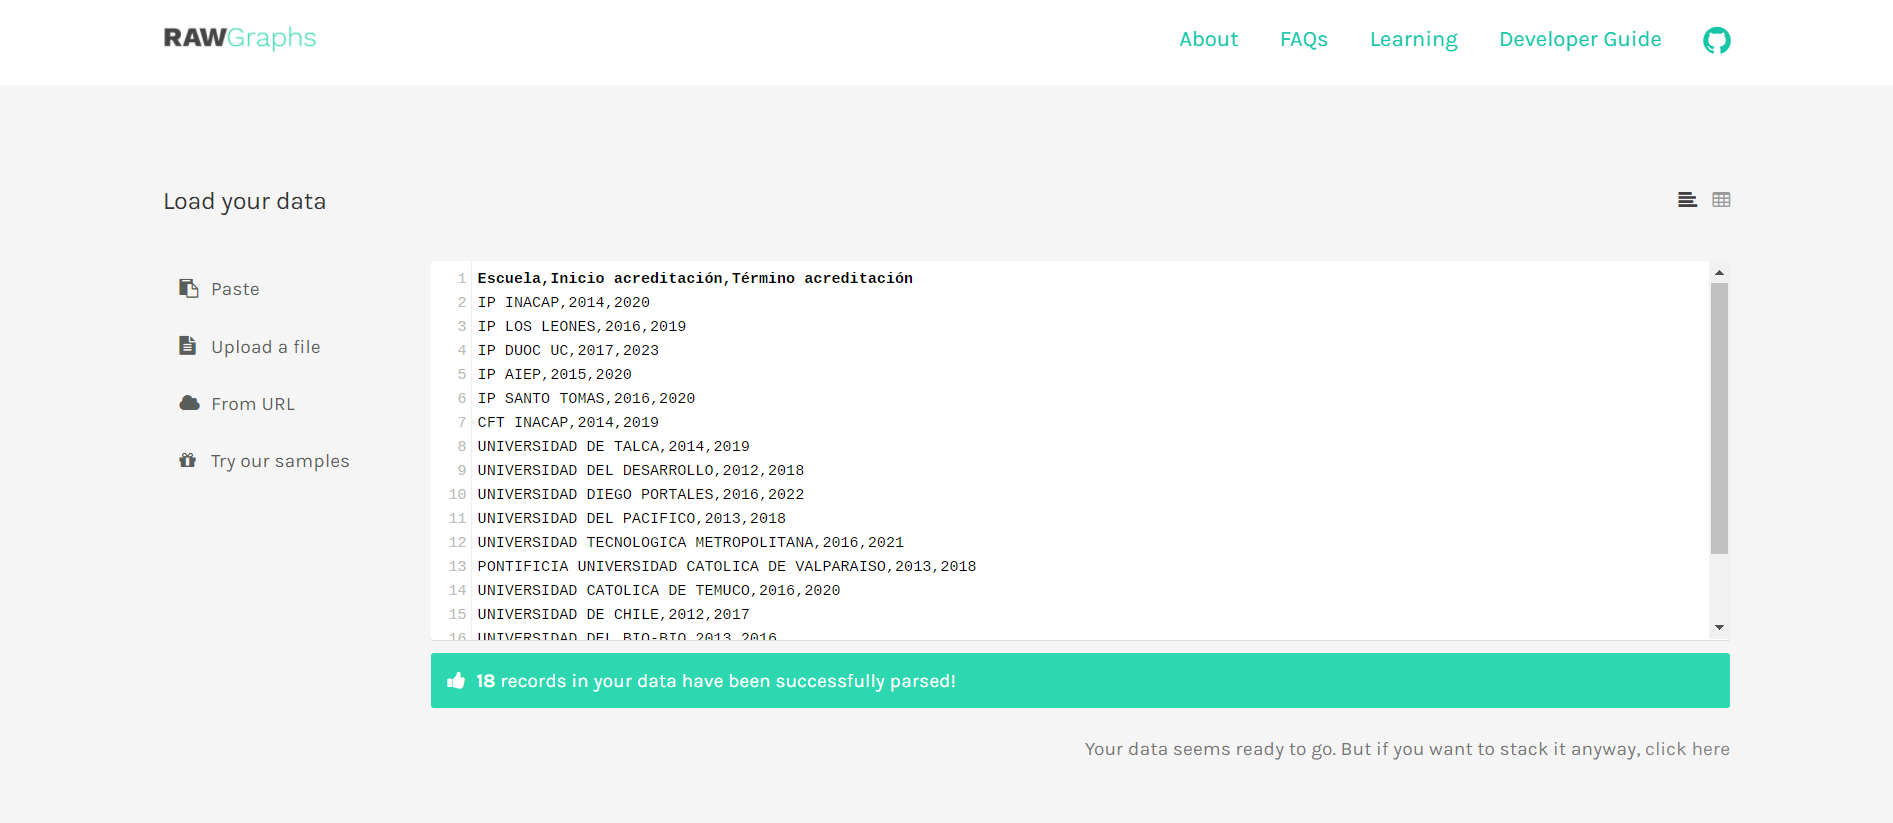 RAWGraphs
About FAQs Learning Developer Guide
Load your data
Paste
Upload a file
From URL
Try our samples
1 Escuela,Inicio acreditación,Término acreditación
2 IP INACAP,2014,2020
3 IP LOS LEONES,2016,2019
4 IP DUOC UC,2017,2023
5 IP AIEP,2015,2020
6 IP SANTO TOMAS,2016,2020
7 CFT INACAP,2014,2019
8 UNIVERSIDAD DE TALCA,2014,2019
9 UNIVERSIDAD DEL DESARROLLO,2012,2018
10 UNIVERSIDAD DIEGO PORTALES,2016,2022
11 UNIVERSIDAD DEL PACIFICO,2013,2018
12 UNIVERSIDAD TECNOLOGICA METROPOLITANA,2016,2021
13 PONTIFICIA UNIVERSIDAD CATOLICA DE VALPARAISO,2013,2018
14 UNIVERSIDAD CATOLICA DE TEMUCO,2016,2020
15 UNIVERSIDAD DE CHILE,2012,2017
16 UNIVERSIDAD DEL BIO-BIO,2013,2016
18 records in your data have been successfully parsed!
Your data seems ready to go. But if you want to stack it anyway, click here